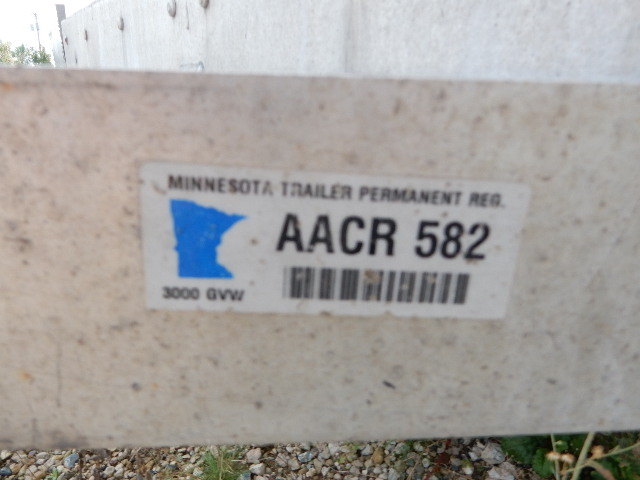 MINNESOTA TRAILER PERMANENT REG.
AACR 582
3000 GVW